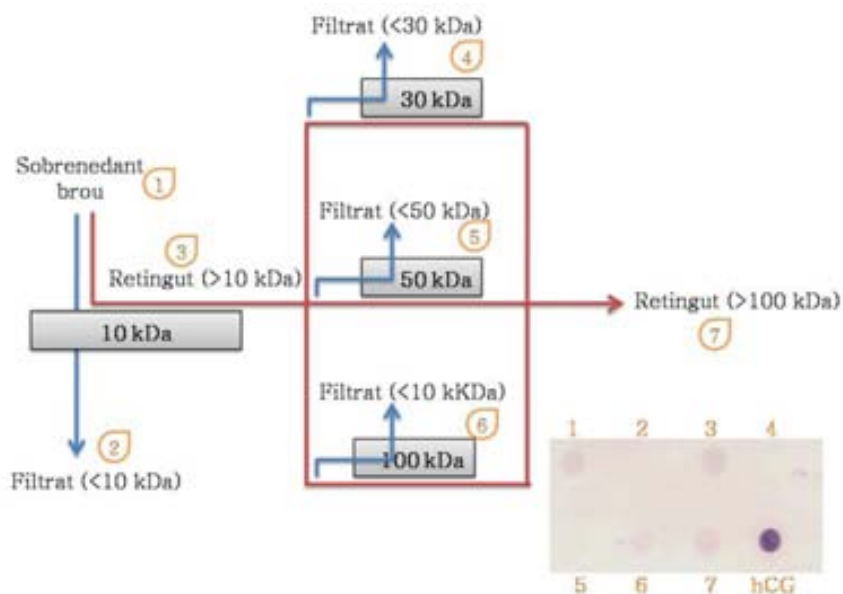 Filtrat (<30 kDa)
4
30 kDa
Sobrenedant
brou
1
Filtrat (<50 kDa)
5
3
Retingut (>10 kDa)
50 kDa
Retingut (>100 kDa)
7
10 kDa
Filtrat (<10 kKDa)
6
100 kDa
2
Filtrat (<10 kDa)
1 2 3 4
5 6 7 hCG